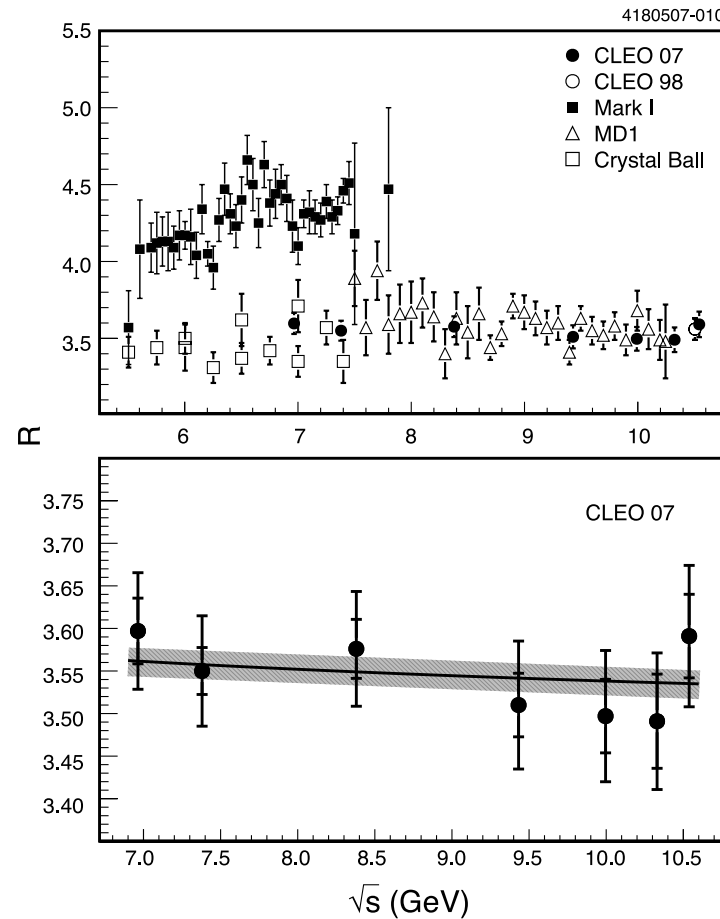 4180507-010
5.5
CLEO 07
CLEO 98
Mark I
MD1
Crystal Ball
5.0
4.5
4.0
3.5
6 7 8 9 10
R
CLEO 07
3.75
3.70
3.65
3.60
3.55
3.50
3.45
3.40
7.0 7.5 8.0 8.5 9.0 9.5 10.0 10.5
√s (GeV)